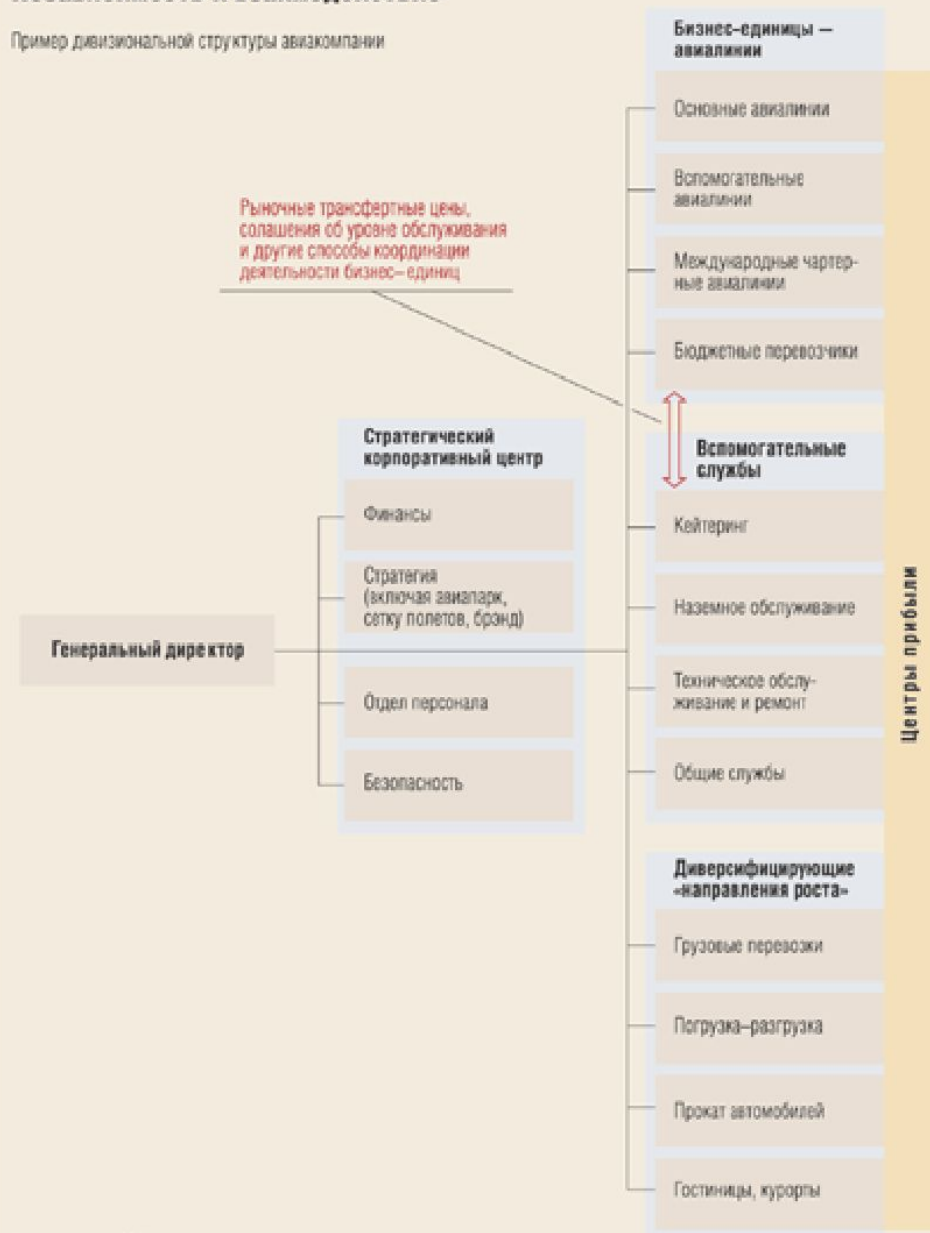 Пример дивизиональной структуры авиакомпании
Бизнес-единицы —
авиалинии
Основные авиалинии
Вспомогательные
авиалинии
Международные чартер-
ные авиалинии
Бюджетные перевозчики
Рыночные трансфертные цены,
солашения об уровне обслуживания
и другие способы координации
деятельности бизнес–единиц
Стратегический
корпоративный центр
Финансы
Стратегия
(включая авиапарк,
сетку полетов, брэнд)
Отдел персонала
Безопасность
Генеральный директор
Вспомогательные
службы
Кейтеринг
Наземное обслуживание
Техническое обслу-
живание и ремонт
Общие службы
Диверсифицирующие
«направления роста»
Грузовые перевозки
Погрузка–разгрузка
Прокат автомобилей
Гостиницы, курорты
Центры прибыли